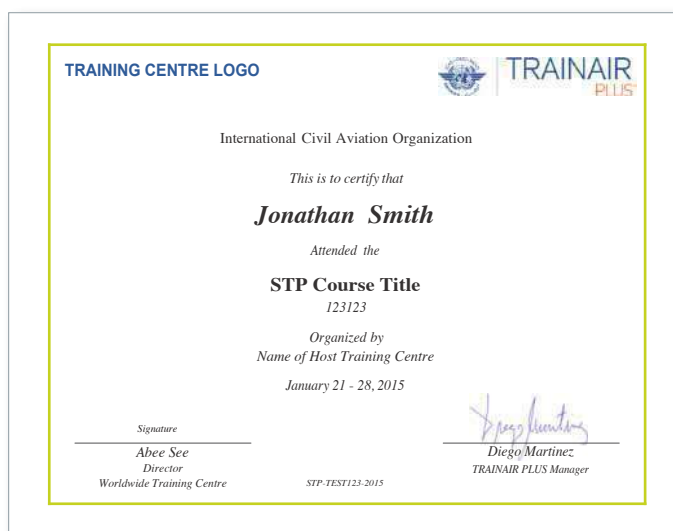 TRAINING CENTRE LOGO
TRAINAIR
PLUS
International Civil Aviation Organization
This is to certify that
Jonathan Smith
Attended the
STP Course Title
123123
Organized by
Name of Host Training Centre
January 21 - 28, 2015
Signature
Abee See
Director
Worldwide Training Centre
STP-TEST123-2015
Diego Martinez
TRAINAIR PLUS Manager